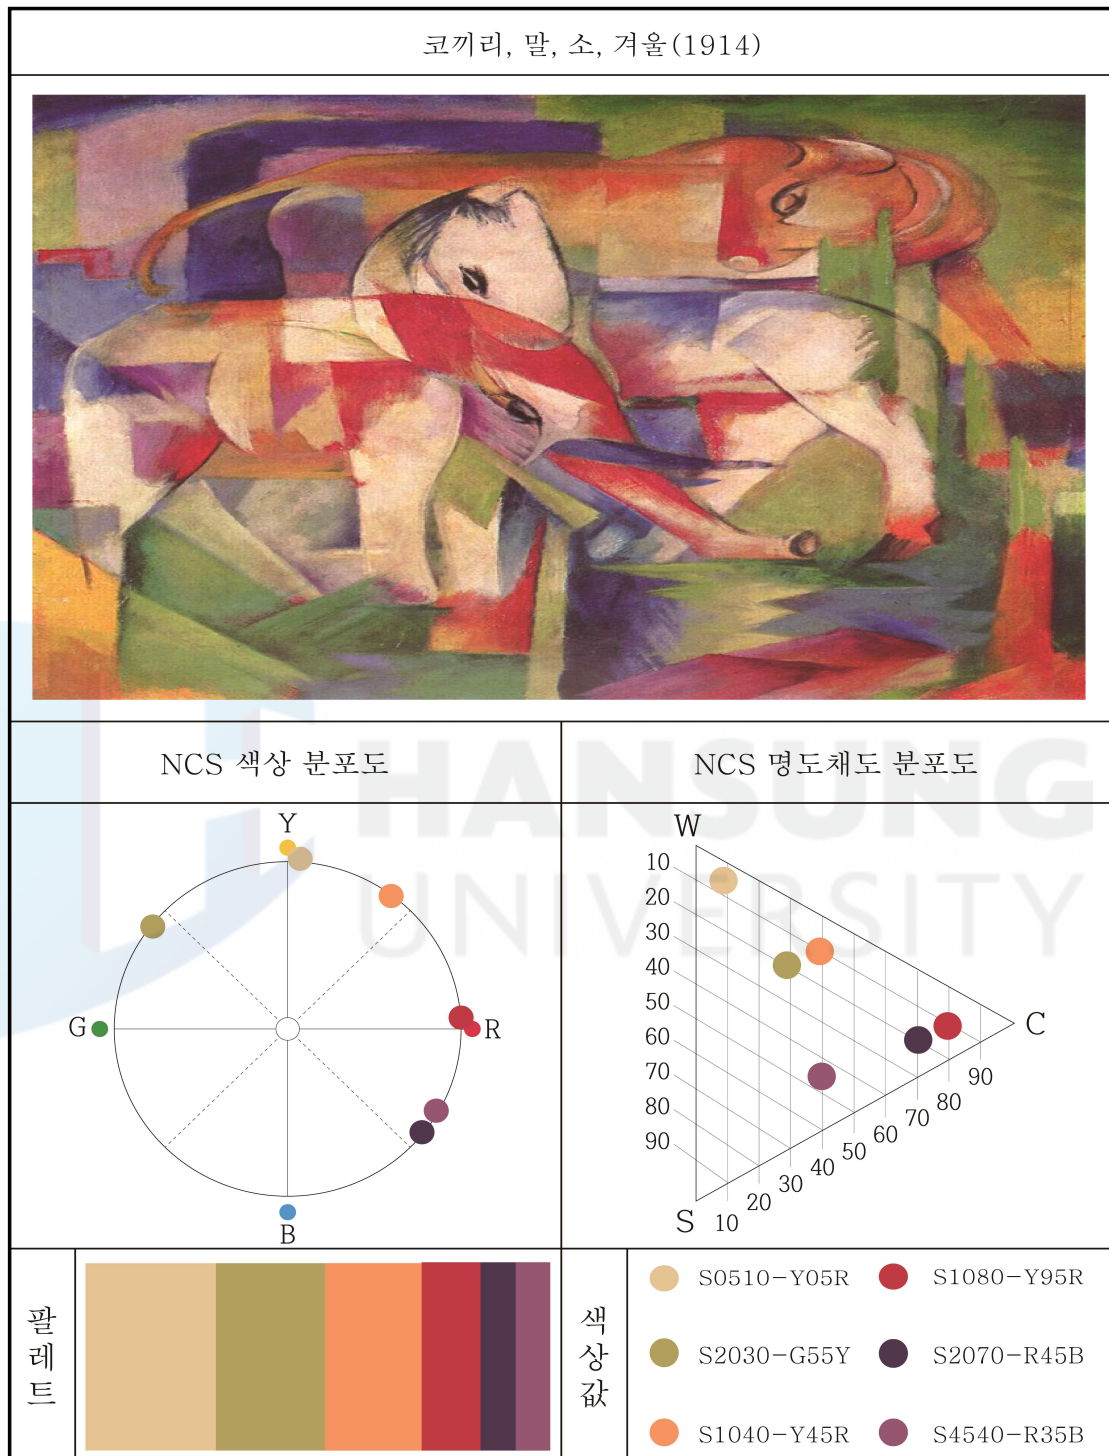 코끼리, 말, 소, 겨울(1914)
NCS 색상 분포도
NCS 명도채도 분포도
HANSUNG
UNIVERSITY
Y
G
R
B
W
10
20
30
40
50
60
70
80
90
C
90
80
70
60
50
40
30
20
10
S
팔레트
색상값
S0510-Y05R
S1080-Y95R
S2030-G55Y
S2070-R45B
S1040-Y45R
S4540-R35B